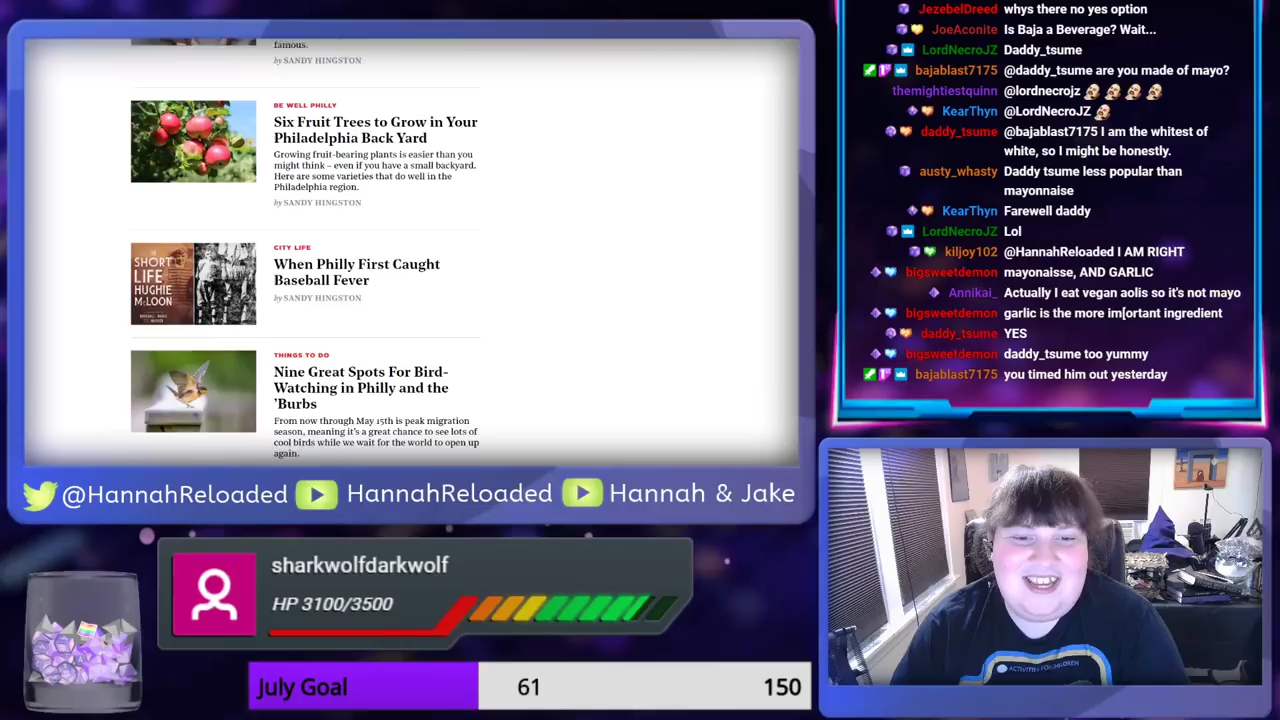 famous.
by SANDY HINGSTON
BE WELL PHILLY
Six Fruit Trees to Grow in Your
Philadelphia Back Yard
Growing fruit-bearing plants is easier than you
might think – even if you have a small backyard.
Here are some varieties that do well in the
Philadelphia region.
by SANDY HINGSTON
SHORT
LIFE
HUGHIE
McLOON
CITY LIFE
When Philly First Caught
Baseball Fever
by SANDY HINGSTON
THINGS TO DO
Nine Great Spots For Bird-
Watching in Philly and the
’Burbs
From now through May 15th is peak migration
season, meaning it’s a great chance to see lots of
cool birds while we wait for the world to open up
again.
@HannahReloaded HannahReloaded Hannah & Jake
sharkwolfdarkwolf
HP 3100/3500
July Goal 61 150
JezebelDreed whys there no yes option
JoeAconite Is Baja a Beverage? Wait...
LordNecroJZ Daddy_tsume
bajablast7175 @daddy_tsume are you made of mayo?
themightiestquinn @lordnecrojz
KearThyn @LordNecroJZ
daddy_tsume @bajablast7175 I am the whitest of
white, so I might be honestly.
austy_whasty Daddy tsume less popular than
mayonnaise
KearThyn Farewell daddy
LordNecroJZ Lol
kiljoy102 @HannahReloaded I AM RIGHT
bigsweetdemon mayonaisse, AND GARLIC
Annikai_ Actually I eat vegan aolis so it's not mayo
bigsweetdemon garlic is the more im[ortant ingredient
daddy_tsume YES
bigsweetdemon daddy_tsume too yummy
bajablast7175 you timed him out yesterday
ACTIVITIES FOR CHILDREN